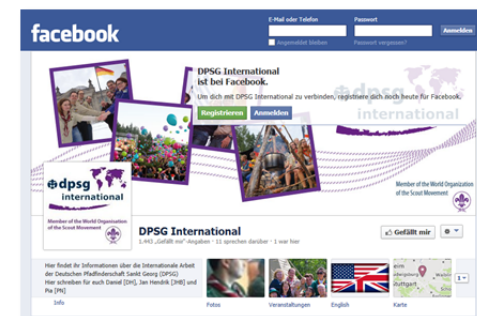 facebook
E-Mail oder Telefon
Passwort
Anmelden
Angemeldet bleiben
Passwort vergessen?
DPSG International
ist bei Facebook.
Um dich mit DPSG International zu verbinden, registriere dich noch heute für Facebook.
Registrieren
Anmelden
dpsg
international
dpsg
international
Member of the World Organization
of the Scout Movement
Member of the World Organization
of the Scout Movement
DPSG International
1.443 „Gefällt mir“-Angaben · 11 sprechen darüber · 1 war hier
Gefällt mir
Hier findet ihr Informationen über die Internationale Arbeit
der Deutschen Pfadfinderschaft Sankt Georg (DPSG)
Hier schreiben für euch Daniel [DH], Jan Hendrik [JHB] und
Pia [PN]
Info
Stuttgart
1
Fotos
Veranstaltungen
English
Karte